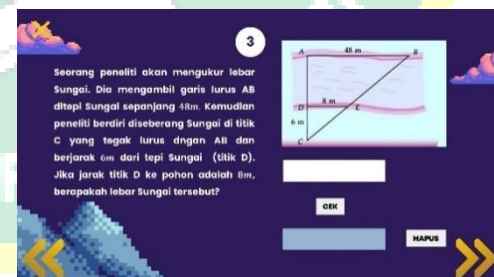 3
Seorang peneliti akan mengukur lebar
Sungai. Dia mengambil garis lurus AB
ditepi Sungai sepanjang 48m. Kemudian
peneliti berdiri diseberang Sungai di titik
C yang tegak lurus dngan AB dan
berjarak 6m dari tepi Sungai (titik D).
Jika jarak titik D ke pohon adalah 8m,
berapakah lebar Sungai tersebut?
A 48 m B
D 8 m E
6 m
C
CEK
HAPUS